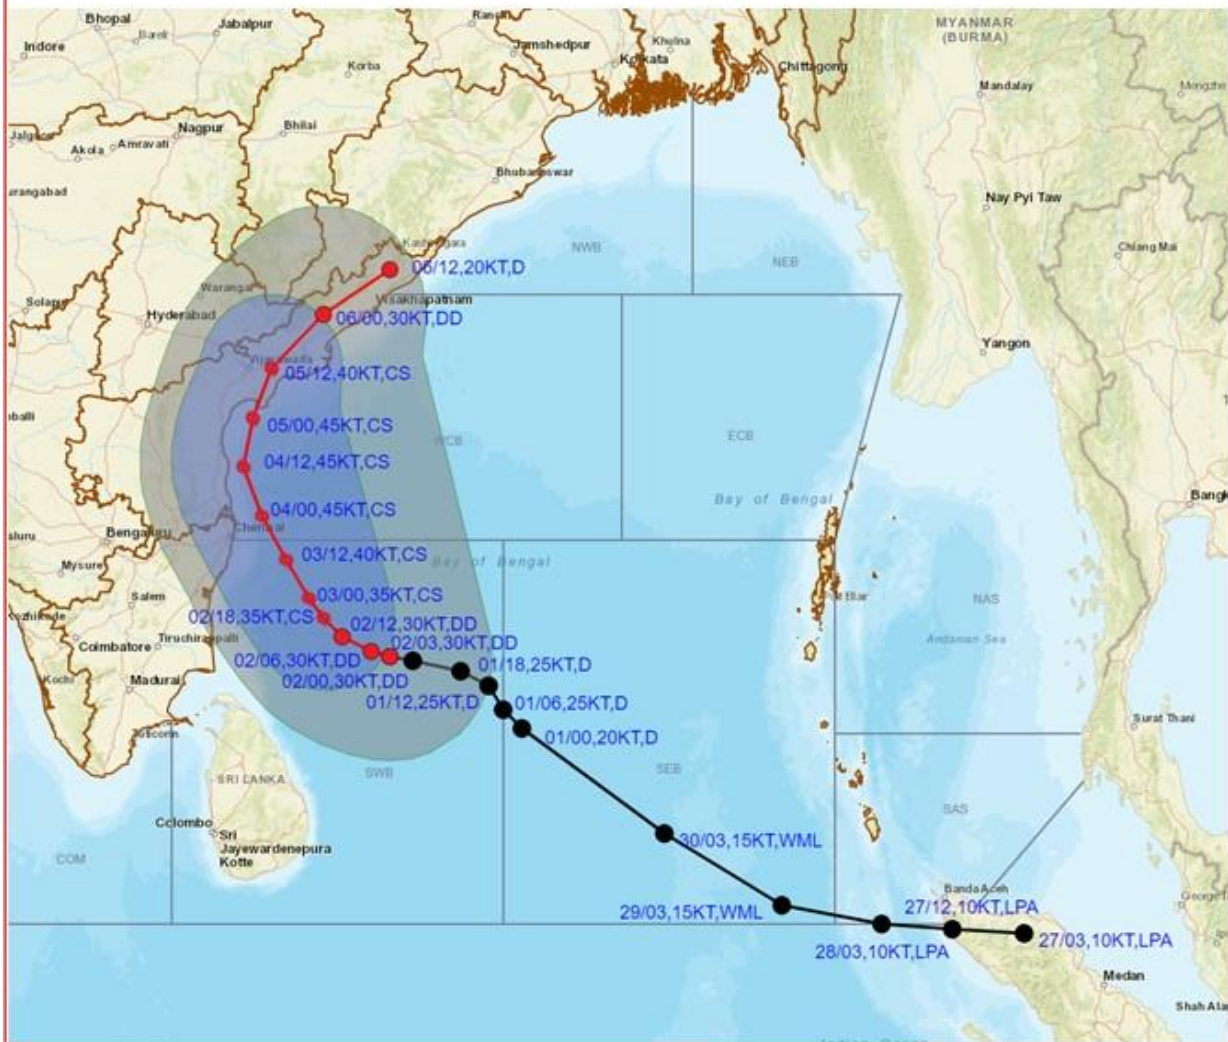 Bhopal
Jabalpur
Ranchi
MYANMAR
(BURMA)
Indore
Jamshedpur
Khulna
Kolkata
Korba
Chittagong
Mandalay
Nagpur
Bhilai
Akola
Amravati
Bhubaneswar
Nay Pyi Taw
NWB
NEB
Chiang Mai
06/12,20KT,D
Warangal
Visakhapatnam
Hyderabad
06/00,30KT,DD
Yangon
05/12,40KT,CS
05/00,45KT,CS
WCB
ECB
04/12,45KT,CS
Bay of Bengal
04/00,45KT,CS
Chennai
Bengaluru
03/12,40KT,CS
Bay of Bengal
Mysuru
Salem
03/00,35KT,CS
NAS
02/18,35KT,CS
02/12,30KT,DD
Coimbatore
Tiruchirappalli
02/03,30KT,DD
Andaman Sea
02/06,30KT,DD
01/18,25KT,D
Kochi
Madurai
02/00,30KT,DD
01/12,25KT,D
01/06,25KT,D
Surat Thani
Tuticorin
01/00,20KT,D
SWB
SEB
SRI LANKA
SAS
Colombo
Sri
Jayewardenepura
Kotte
30/03,15KT,WML
COM
Banda Aceh
29/03,15KT,WML
27/12,10KT,LPA
28/03,10KT,LPA
27/03,10KT,LPA
Medan